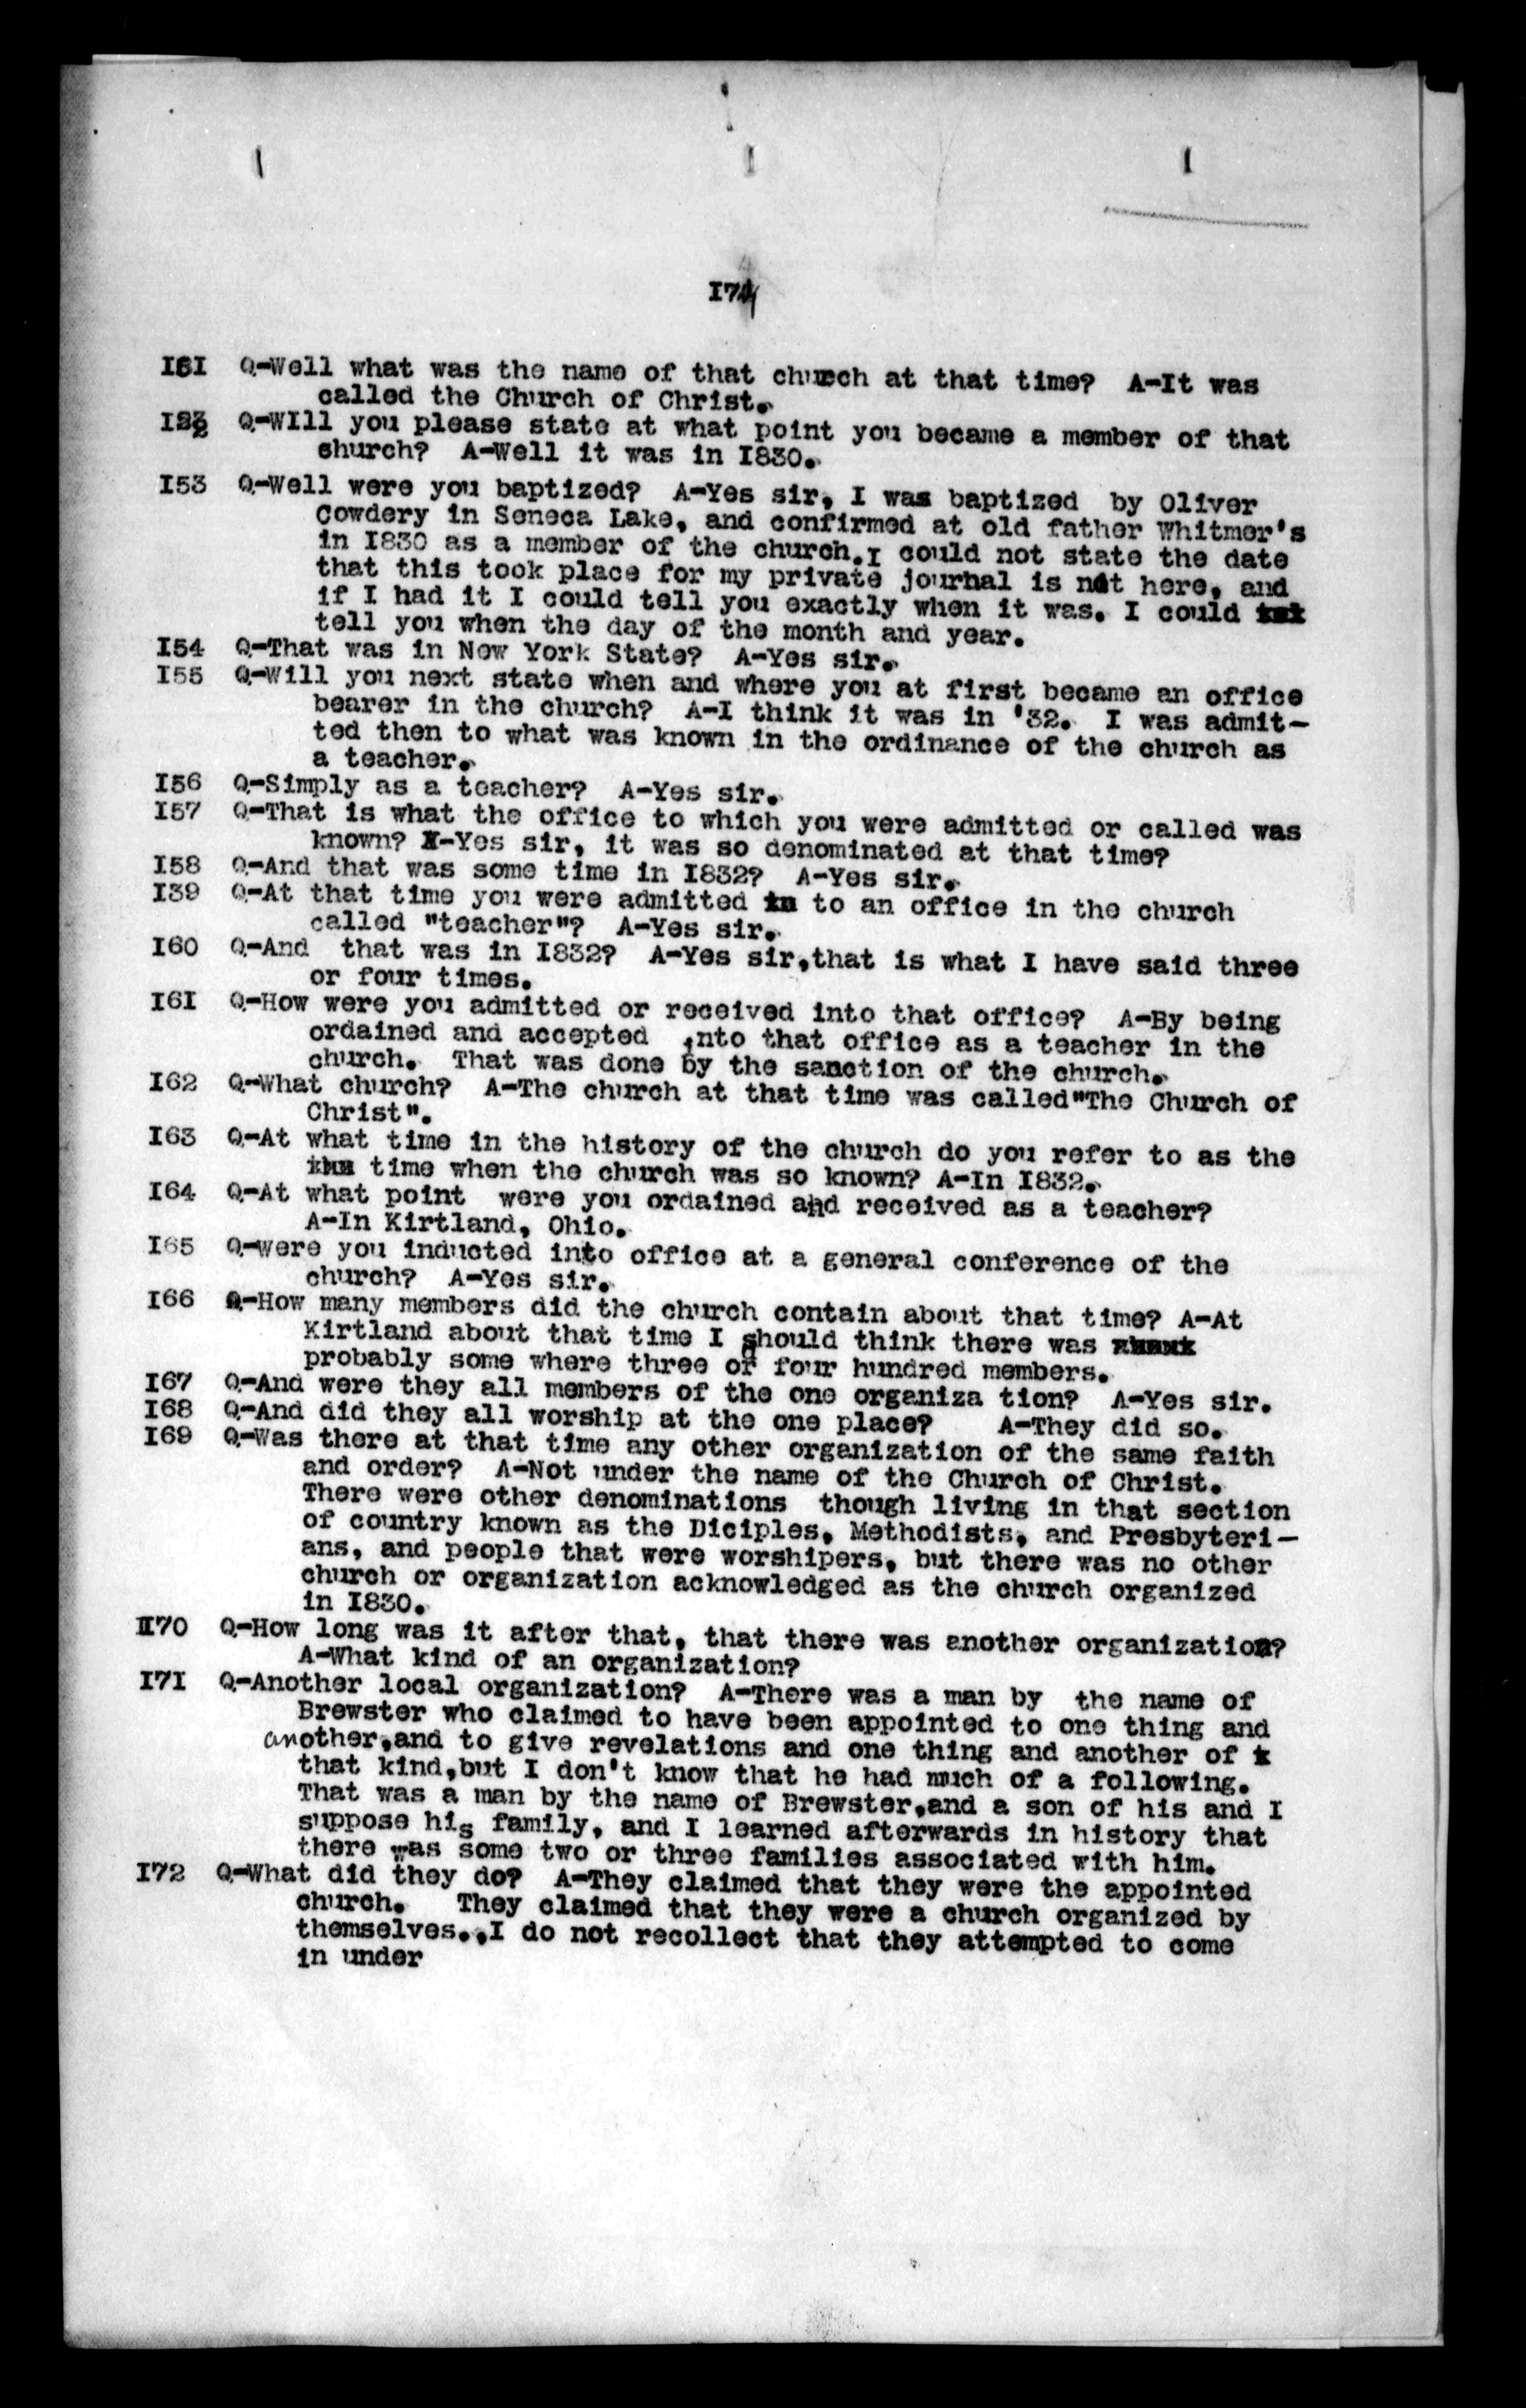 174
I51 Q-Well what was the name of that church at that time? A-It was
called the Church of Christ.
I52 Q-WIll you please state at what point you became a member of that
church? A-Well it was in I830.
I53 Q-Well were you baptized? A-Yes sir, I was baptized by Oliver
Cowdery in Seneca Lake, and confirmed at old father Whitmer's
in I830 as a member of the church.I could not state the date
that this took place for my private journal is not here, and
if I had it I could tell you exactly when it was. I could
tell you when the day of the month and year.
I54 Q-That was in New York State? A-Yes sir.
I55 Q-Will you next state when and where you at first became an office
bearer in the church? A-I think it was in '32. I was admit-
ted then to what was known in the ordinance of the church as
a teacher.
I56 Q-Simply as a teacher? A-Yes sir.
I57 Q-That is what the office to which you were admitted or called was
known? A-Yes sir, it was so denominated at that time?
I58 Q-And that was some time in I832? A-Yes sir.
I39 Q-At that time you were admitted to an office in the church
called "teacher"? A-Yes sir.
I60 Q-And that was in I832? A-Yes sir,that is what I have said three
or four times.
I6I Q-How were you admitted or received into that office? A-By being
ordained and accepted into that office as a teacher in the
church. That was done by the sanction of the church.
I62 Q-What church? A-The church at that time was called"The Church of
Christ".
I63 Q-At what time in the history of the church do you refer to as the
time when the church was so known? A-In I832.
I64 Q-At what point were you ordained and received as a teacher?
A-In Kirtland, Ohio.
I65 Q-were you inducted into office at a general conference of the
church? A-Yes sir.
I66 Q-How many members did the church contain about that time? A-At
Kirtland about that time I should think there was
probably some where three or four hundred members.
I67 Q-And were they all members of the one organiza tion? A-Yes sir.
I68 Q-And did they all worship at the one place? A-They did so.
I69 Q-Was there at that time any other organization of the same faith
and order? A-Not under the name of the Church of Christ.
There were other denominations though living in that section
of country known as the Diciples, Methodists, and Presbyteri-
ans, and people that were worshipers, but there was no other
church or organization acknowledged as the church organized
in I830.
I70 Q-How long was it after that, that there was another organization?
A-What kind of an organization?
I7I Q-Another local organization? A-There was a man by the name of
Brewster who claimed to have been appointed to one thing and
another,and to give revelations and one thing and another of
that kind,but I don't know that he had much of a following.
That was a man by the name of Brewster,and a son of his and I
suppose his family, and I learned afterwards in history that
there was some two or three families associated with him.
I72 Q-What did they do? A-They claimed that they were the appointed
church. They claimed that they were a church organized by
themselves.,I do not recollect that they attempted to come
in under